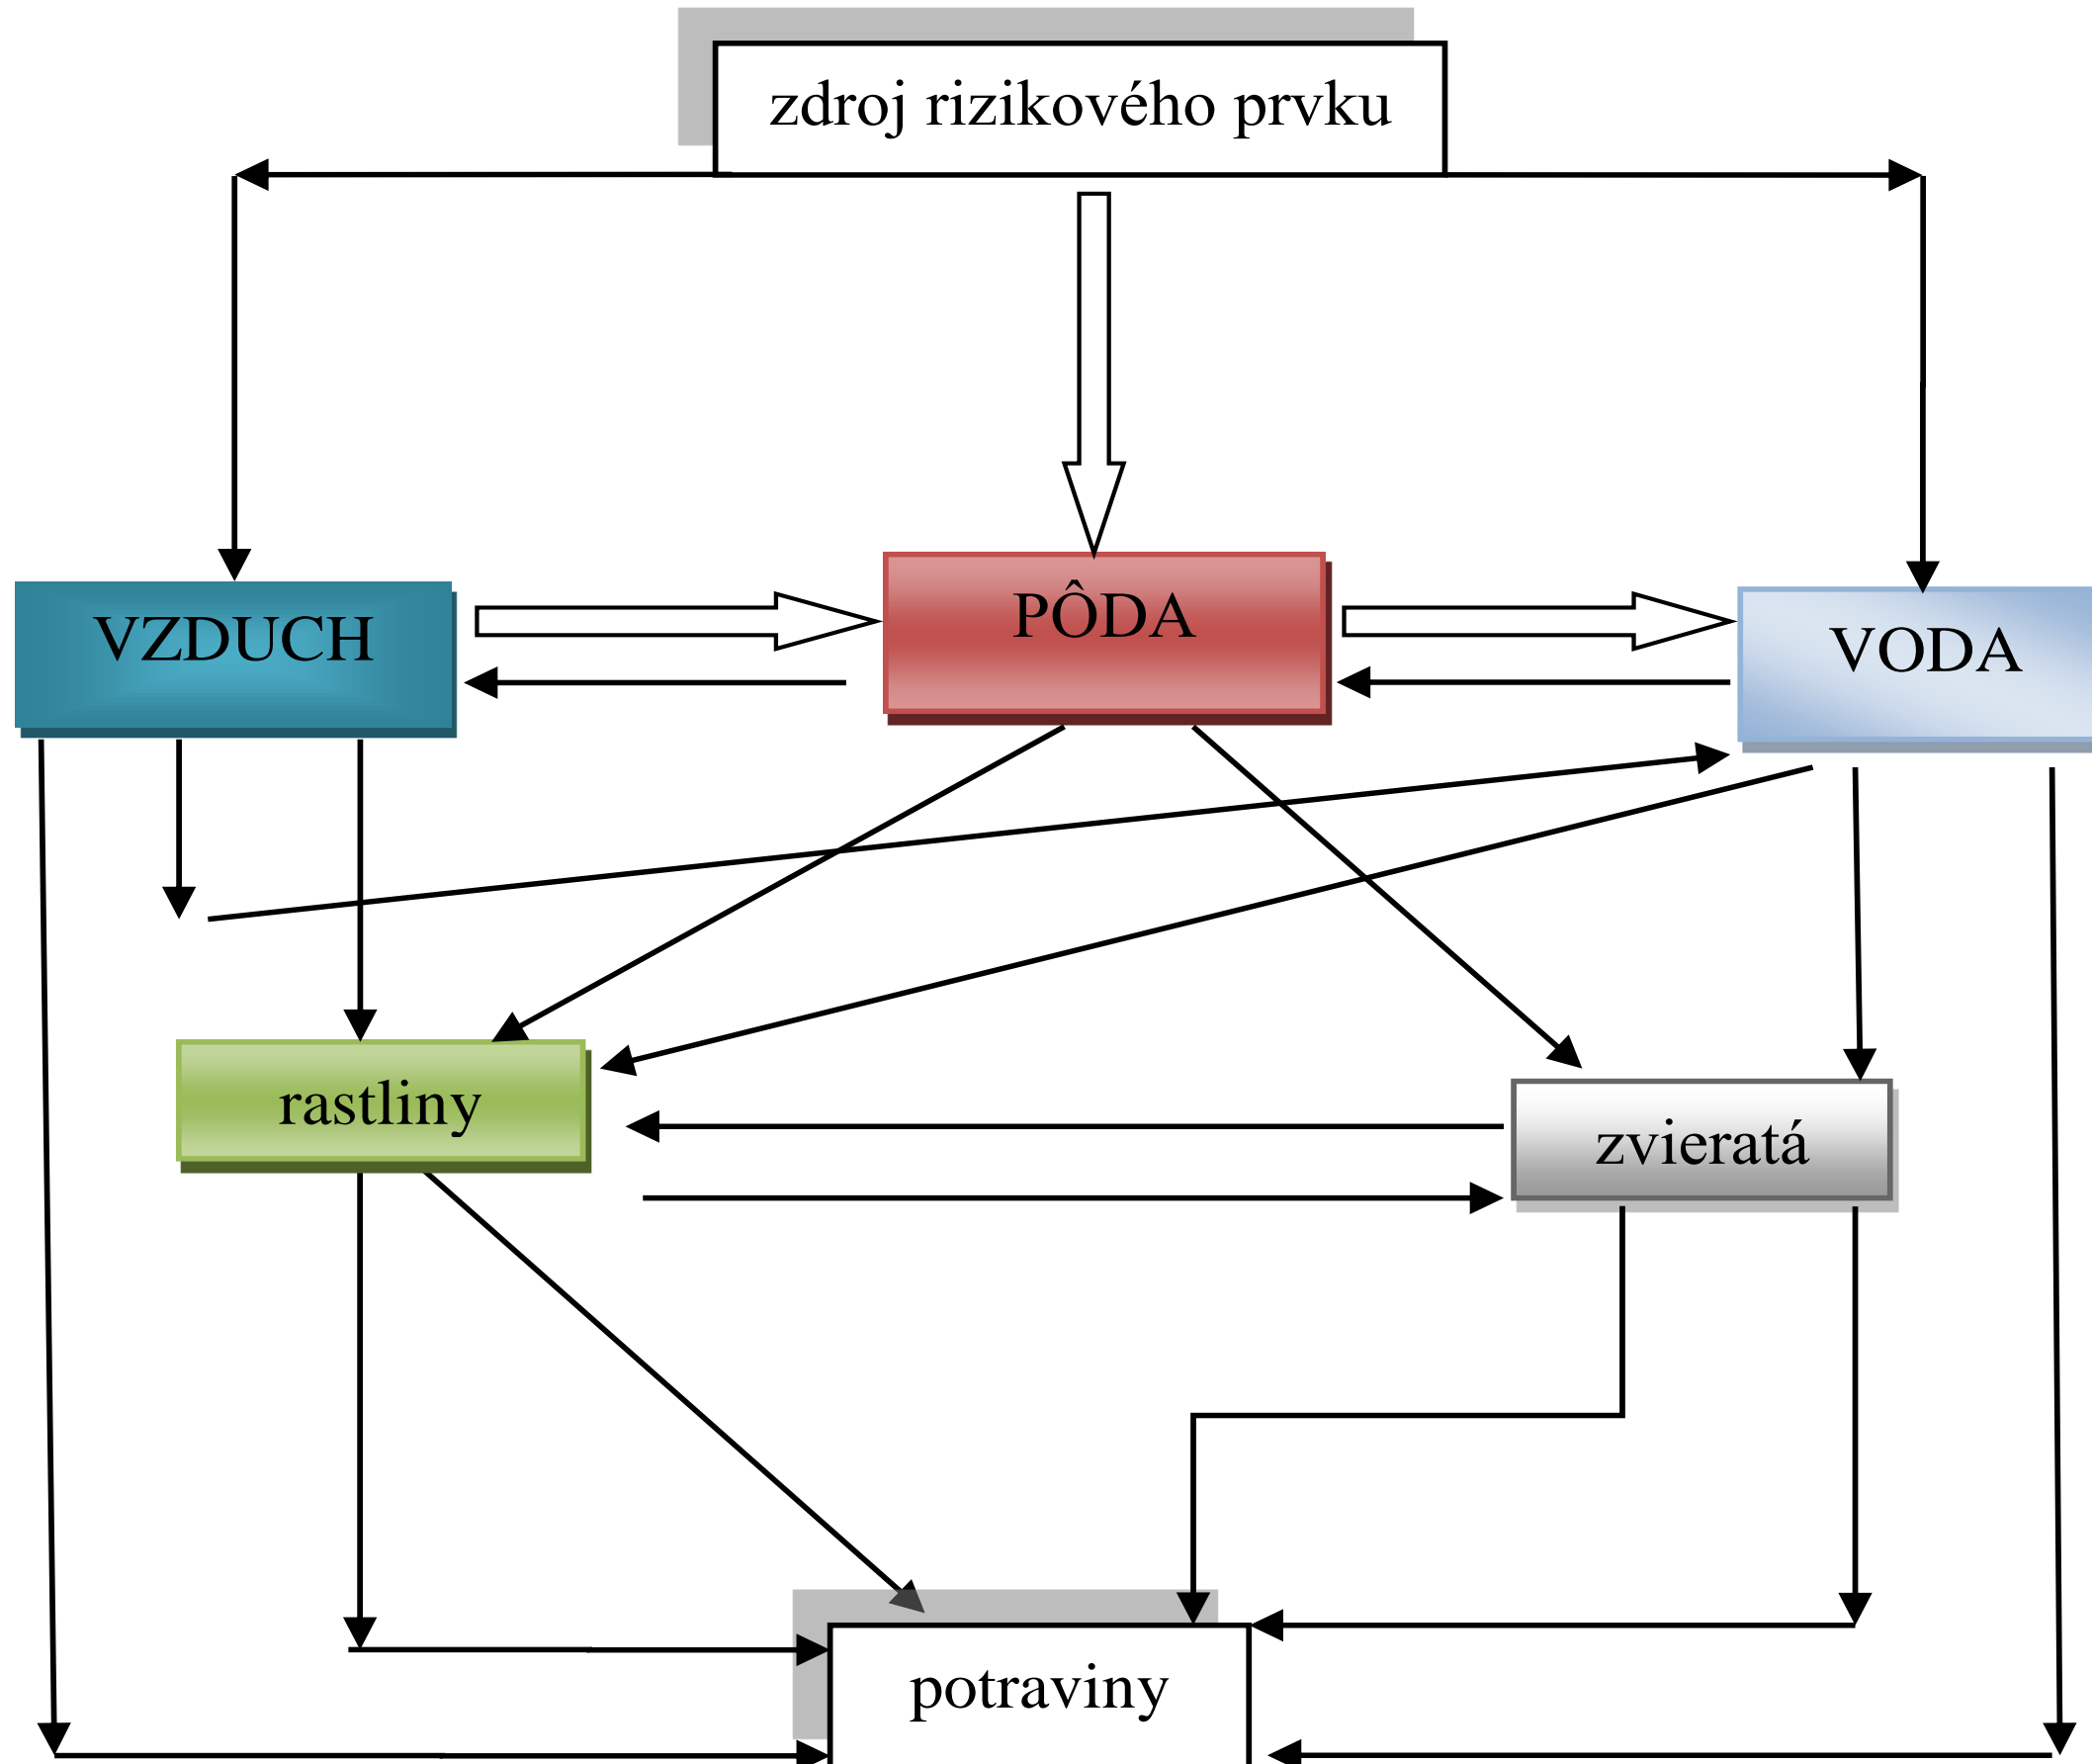 zdroj rizikového prvku
VZDUCH
PÔDA
VODA
rastliny
zvieratá
potraviny